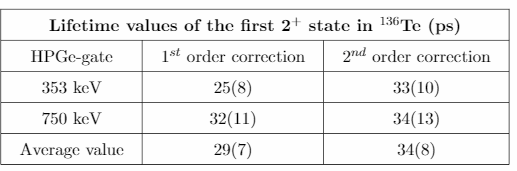 Lifetime values of the first 2⁺ state in ¹³⁶Te (ps)
HPGe-gate 1ˢᵗ order correction 2ⁿᵈ order correction
353 keV 25(8) 33(10)
750 keV 32(11) 34(13)
Average value 29(7) 34(8)